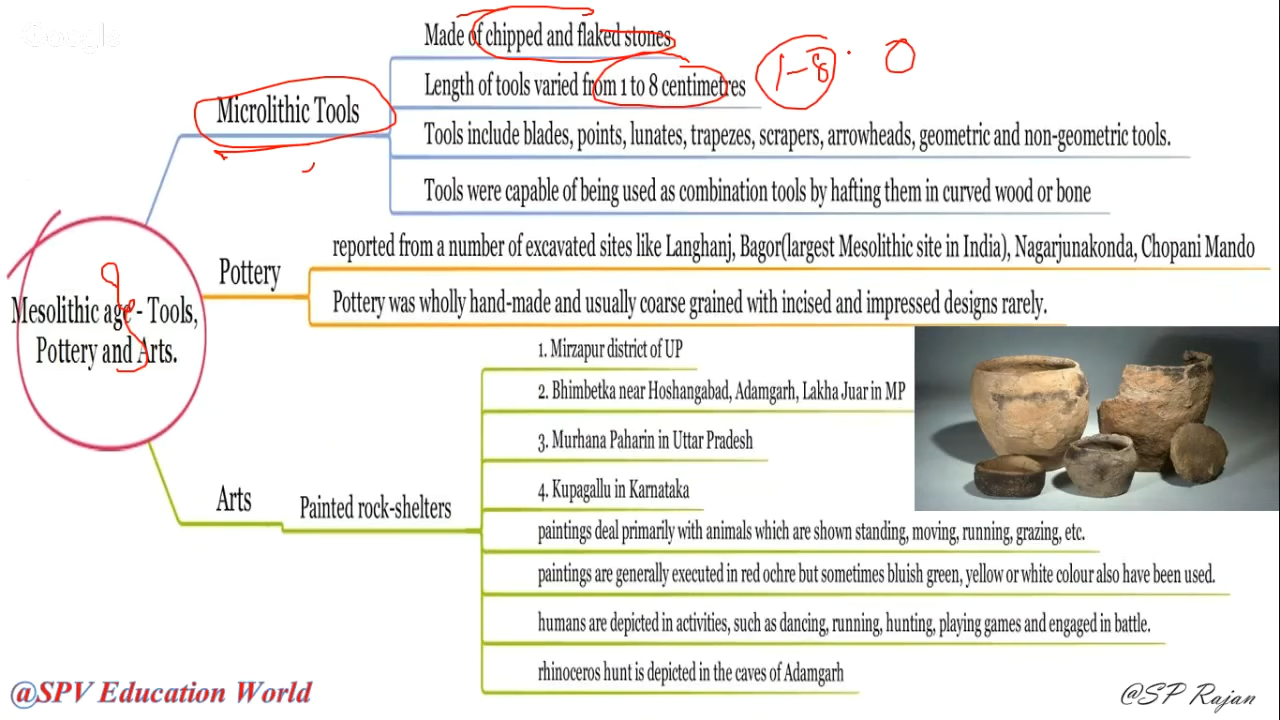 Google
Made of chipped and flaked stones
Length of tools varied from 1 to 8 centimetres
1-8
Microlithic Tools
Tools include blades, points, lunates, trapezes, scrapers, arrowheads, geometric and non-geometric tools.
Tools were capable of being used as combination tools by hafting them in curved wood or bone
Mesolithic age - Tools,
Pottery and Arts.
Pottery
reported from a number of excavated sites like Langhanj, Bagor(largest Mesolithic site in India), Nagarjunakonda, Chopani Mando
Pottery was wholly hand-made and usually coarse grained with incised and impressed designs rarely.
Arts
Painted rock-shelters
1. Mirzapur district of UP
2. Bhimbetka near Hoshangabad, Adamgarh, Lakha Juar in MP
3. Murhana Paharin in Uttar Pradesh
4. Kupagallu in Karnataka
paintings deal primarily with animals which are shown standing, moving, running, grazing, etc.
paintings are generally executed in red ochre but sometimes bluish green, yellow or white colour also have been used.
humans are depicted in activities, such as dancing, running, hunting, playing games and engaged in battle.
rhinoceros hunt is depicted in the caves of Adamgarh
@SPV Education World
@SP Rajan